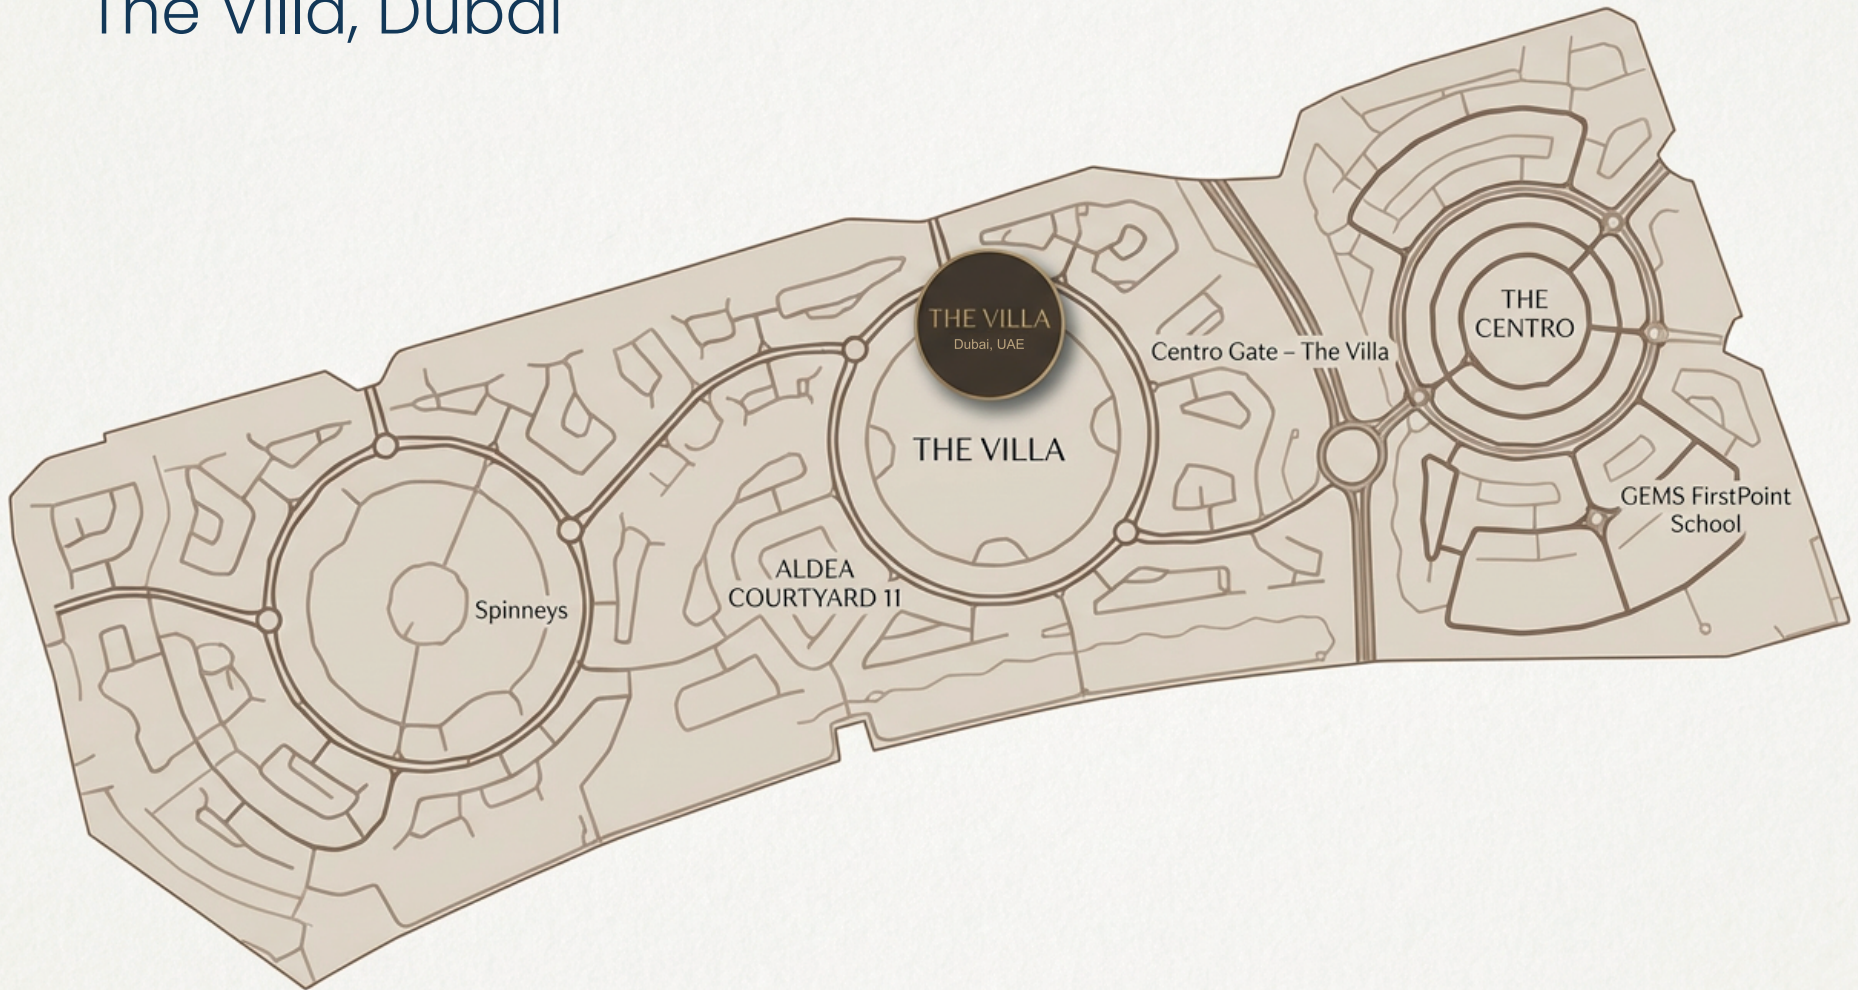 The Villa, Dubai
THE VILLA
Dubai, UAE
THE
CENTRO
Centro Gate – The Villa
THE VILLA
GEMS FirstPoint
School
ALDEA
COURTYARD 11
Spinneys